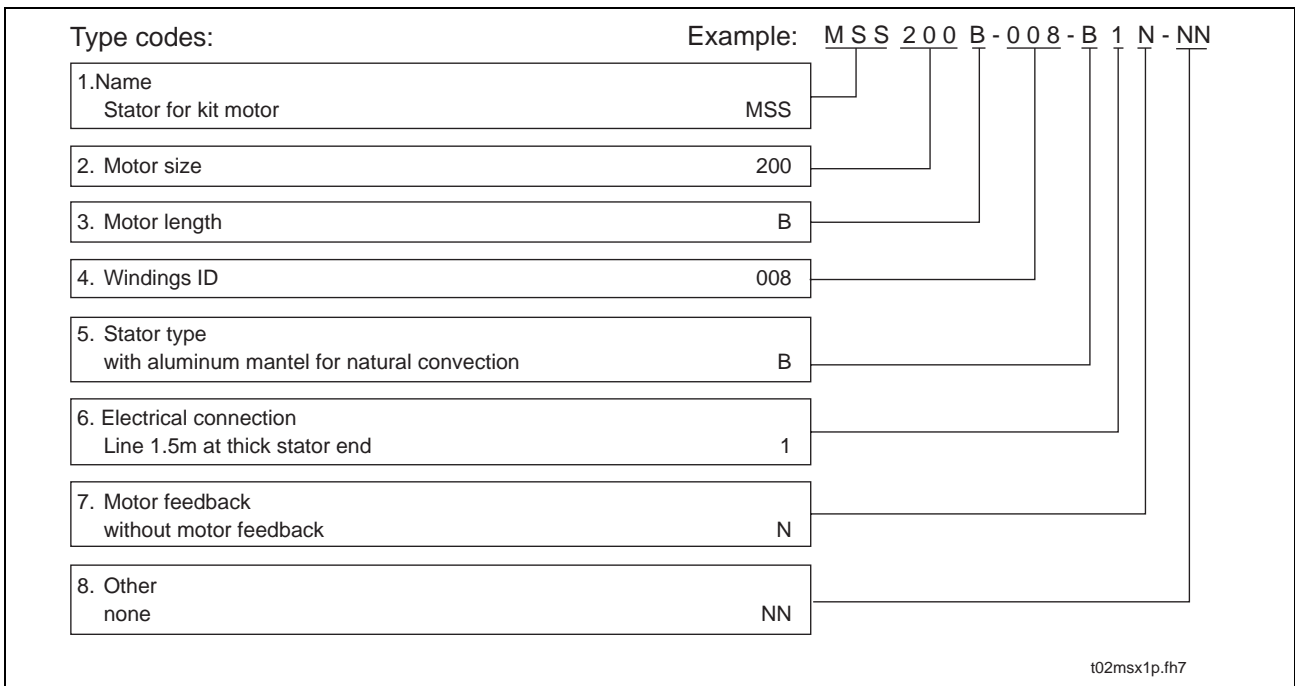 Type codes: Example: MSS 200 B-008-B 1 N-NN
1.Name
Stator for kit motor MSS
2. Motor size 200
3. Motor length B
4. Windings ID 008
5. Stator type
with aluminum mantel for natural convection B
6. Electrical connection
Line 1.5m at thick stator end 1
7. Motor feedback
without motor feedback N
8. Other
none NN
t02msx1p.fh7